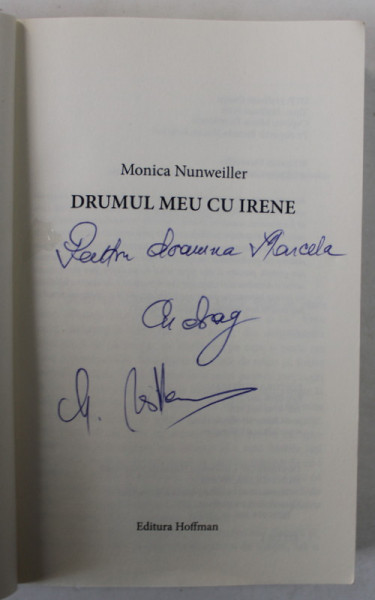 Monica Nunweiller
DRUMUL MEU CU IRENE
Pentru doamna Marcela
Cu drag
M.
Editura Hoffman